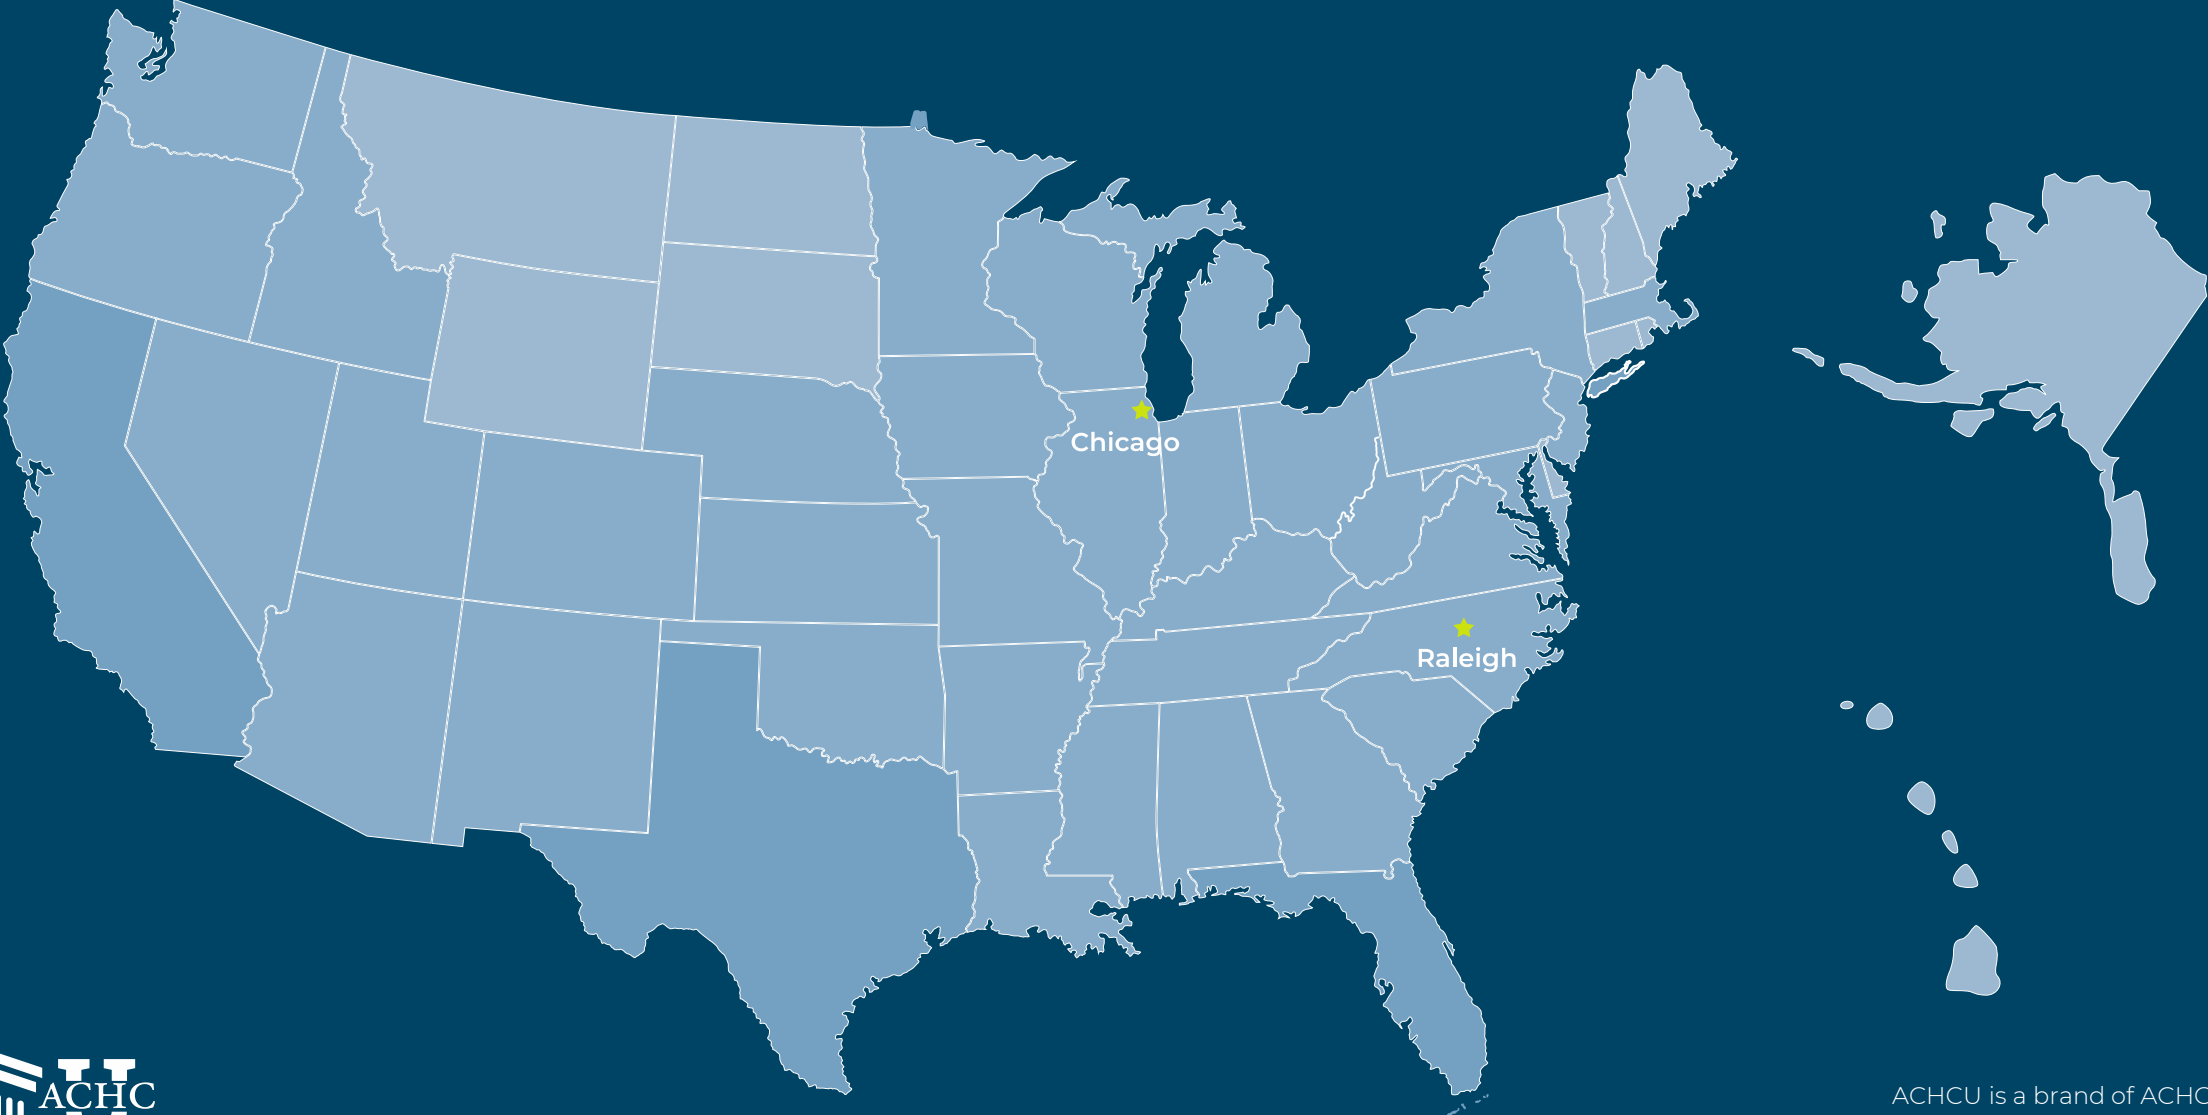 Chicago
Raleigh
ACHC
ACHCU is a brand of ACHC